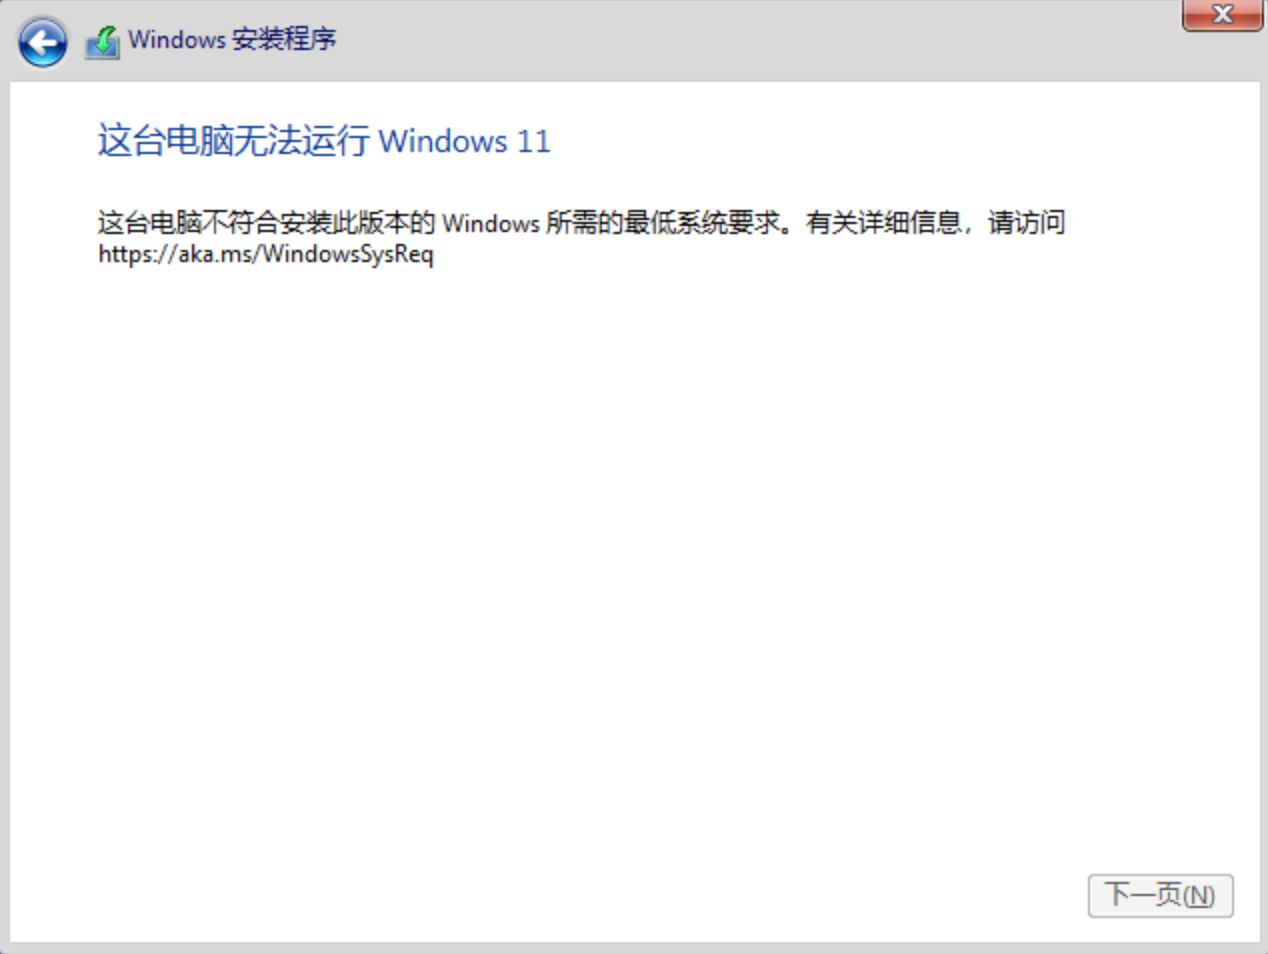 Windows 安装程序
这台电脑无法运行 Windows 11
这台电脑不符合安装此版本的 Windows 所需的最低系统要求。有关详细信息，请访问
https://aka.ms/WindowsSysReq
下一页(N)